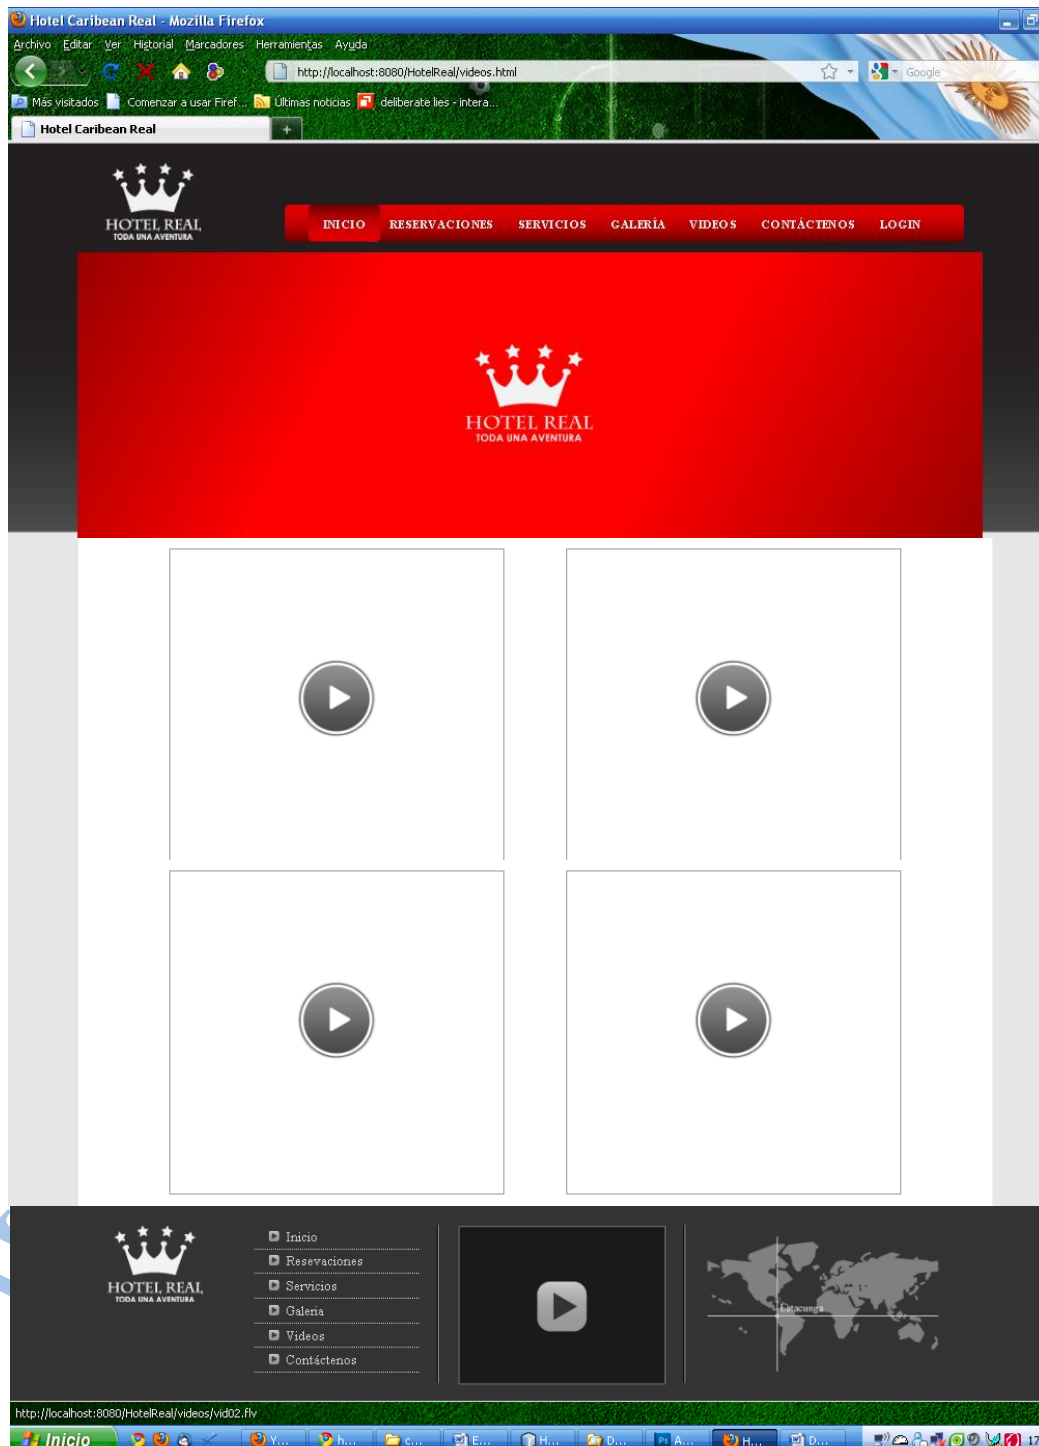 Hotel Caribean Real - Mozilla Firefox
Archivo Editar Ver Historial Marcadores Herramientas Ayuda
http://localhost:8080/HotelReal/videos.html
Google
Más visitados Comenzar a usar Firef... Últimas noticias deliberate lies - intera...
Hotel Caribean Real
HOTEL REAL
TODA UNA AVENTURA
INICIO RESERVACIONES SERVICIOS GALERÍA VIDEOS CONTÁCTENOS LOGIN
HOTEL REAL
TODA UNA AVENTURA
HOTEL REAL
TODA UNA AVENTURA
Inicio
Resevaciones
Servicios
Galeria
Videos
Contáctenos
Latacunga
http://localhost:8080/HotelReal/videos/vid02.flv
Inicio Y... h... c... E... H... D... Ps A... H... D... 17